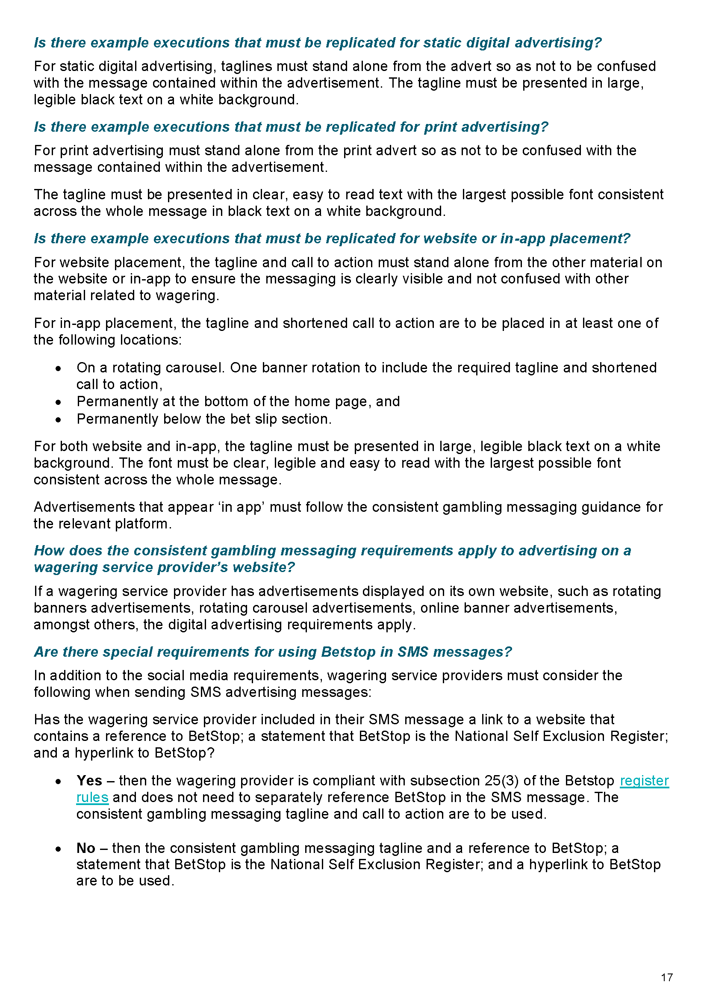 Is there example executions that must be replicated for static digital advertising?
For static digital advertising, taglines must stand alone from the advert so as not to be confused
with the message contained within the advertisement. The tagline must be presented in large,
legible black text on a white background.
Is there example executions that must be replicated for print advertising?
For print advertising must stand alone from the print advert so as not to be confused with the
message contained within the advertisement.
The tagline must be presented in clear, easy to read text with the largest possible font consistent
across the whole message in black text on a white background.
Is there example executions that must be replicated for website or in-app placement?
For website placement, the tagline and call to action must stand alone from the other material on
the website or in-app to ensure the messaging is clearly visible and not confused with other
material related to wagering.
For in-app placement, the tagline and shortened call to action are to be placed in at least one of
the following locations:
• On a rotating carousel. One banner rotation to include the required tagline and shortened
call to action,
• Permanently at the bottom of the home page, and
• Permanently below the bet slip section.
For both website and in-app, the tagline must be presented in large, legible black text on a white
background. The font must be clear, legible and easy to read with the largest possible font
consistent across the whole message.
Advertisements that appear ‘in app’ must follow the consistent gambling messaging guidance for
the relevant platform.
How does the consistent gambling messaging requirements apply to advertising on a
wagering service provider’s website?
If a wagering service provider has advertisements displayed on its own website, such as rotating
banners advertisements, rotating carousel advertisements, online banner advertisements,
amongst others, the digital advertising requirements apply.
Are there special requirements for using Betstop in SMS messages?
In addition to the social media requirements, wagering service providers must consider the
following when sending SMS advertising messages:
Has the wagering service provider included in their SMS message a link to a website that
contains a reference to BetStop; a statement that BetStop is the National Self Exclusion Register;
and a hyperlink to BetStop?
• Yes – then the wagering provider is compliant with subsection 25(3) of the Betstop register
rules and does not need to separately reference BetStop in the SMS message. The
consistent gambling messaging tagline and call to action are to be used.
• No – then the consistent gambling messaging tagline and a reference to BetStop; a
statement that BetStop is the National Self Exclusion Register; and a hyperlink to BetStop
are to be used.
17